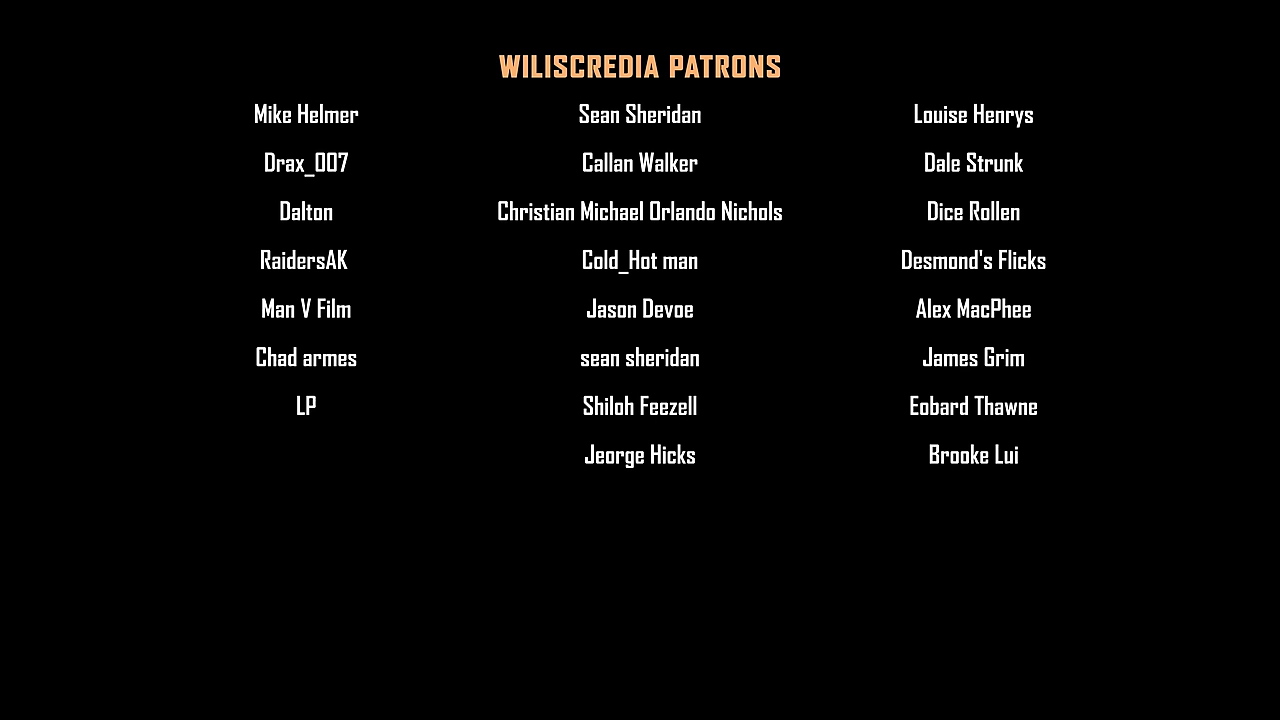 WILISCREDIA PATRONS
Mike Helmer
Drax_007
Dalton
RaidersAK
Man V Film
Chad armes
LP
Sean Sheridan
Callan Walker
Christian Michael Orlando Nichols
Cold_Hot man
Jason Devoe
sean sheridan
Shiloh Feezell
Jeorge Hicks
Louise Henrys
Dale Strunk
Dice Rollen
Desmond's Flicks
Alex MacPhee
James Grim
Eobard Thawne
Brooke Lui